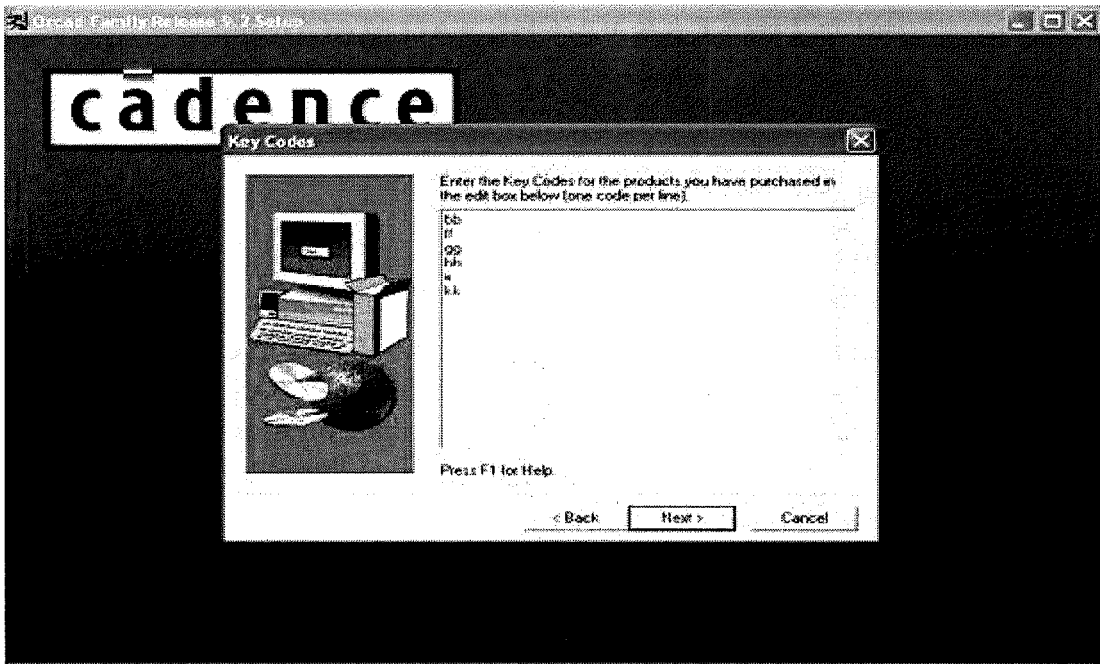 Orcad Family Release 9.2 Setup
cadence
Key Codes
Enter the Key Codes for the products you have purchased in
the edit box below (one code per line).
bb
gg
hh
kk
Press F1 for Help.
< Back
Next >
Cancel